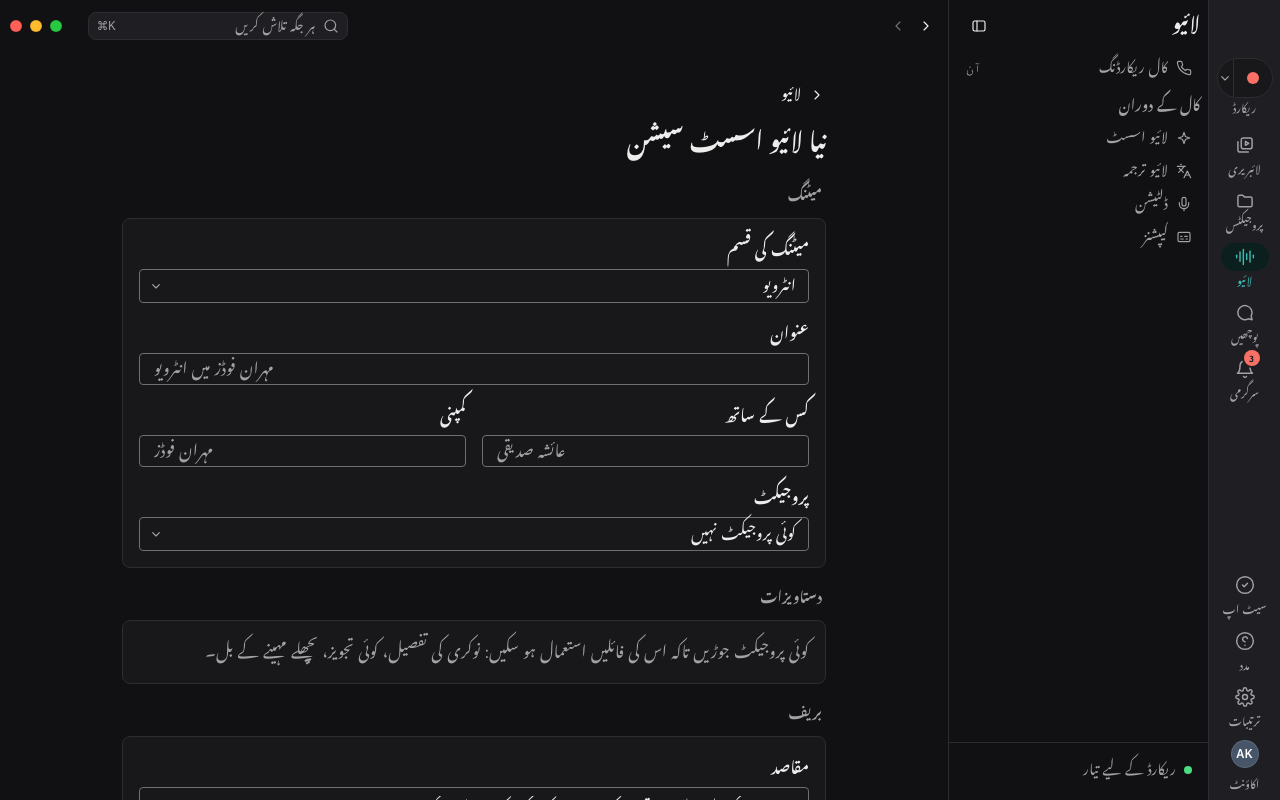 ریکارڈ
لائبریری
پروجیکٹس
لائیو
پوچھیں
3
سرگرمی
سیٹ اپ
مدد
ترتیبات
AK
اکاؤنٹ
لائیو
کال ریکارڈنگ
آن
کال کے دوران
لائیو اسسٹ
لائیو ترجمہ
ڈکٹیشن
کیپشنز
ریکارڈ کے لیے تیار
ہر جگہ تلاش کریں
⌘K
لائیو
نیا لائیو اسسٹ سیشن
میٹنگ
میٹنگ کی قسم
انٹرویو
عنوان
مہران فوڈز میں انٹرویو
کس کے ساتھ
کمپنی
عائشہ صدیقی
مہران فوڈز
پروجیکٹ
کوئی پروجیکٹ نہیں
دستاویزات
کوئی پروجیکٹ جوڑیں تاکہ اس کی فائلیں استعمال ہو سکیں: نوکری کی تفصیل، کوئی تجویز، پچھلے مہینے کے بل۔
بریف
مقاصد